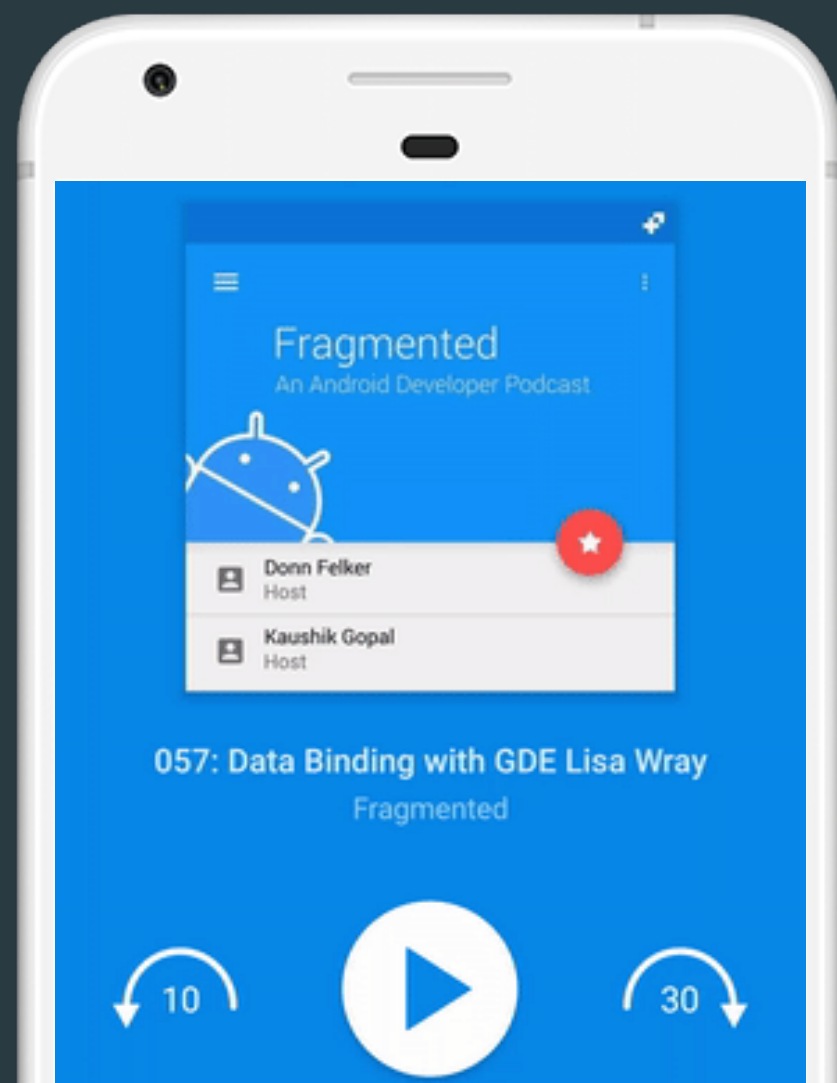 Fragmented
An Android Developer Podcast
Donn Felker
Host
Kaushik Gopal
Host
057: Data Binding with GDE Lisa Wray
Fragmented
10
30